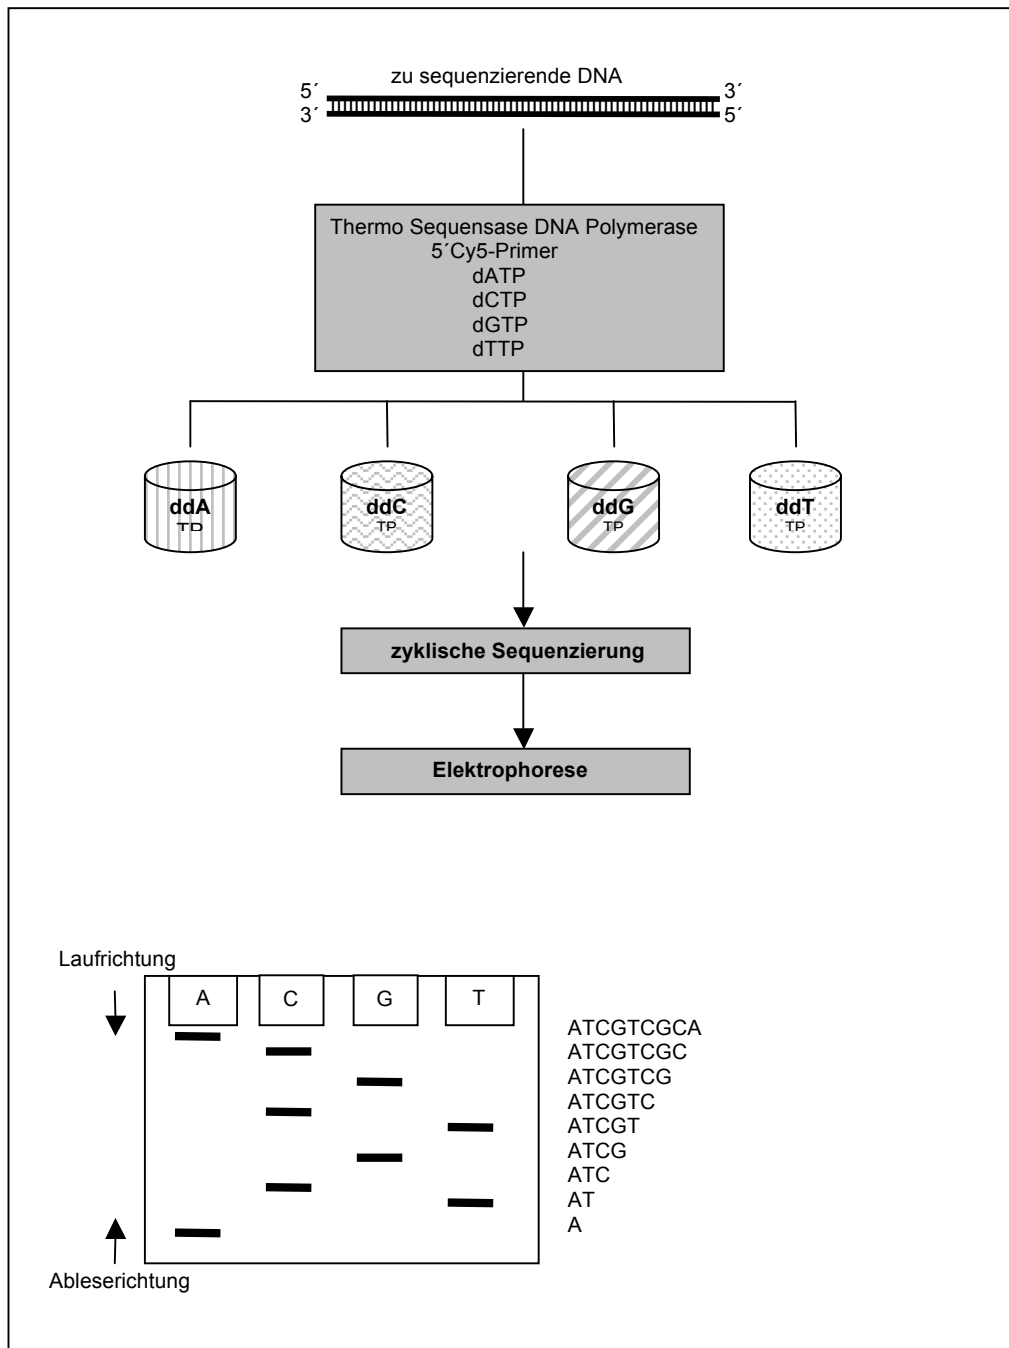 zu sequenzierende DNA
5´ 3´
3´ 5´
Thermo Sequensase DNA Polymerase
5´Cy5-Primer
dATP
dCTP
dGTP
dTTP
ddA ddC ddG ddT
TP TP TP TP
zyklische Sequenzierung
Elektrophorese
Laufrichtung
A C G T
ATCGTCGCA
ATCGTCGC
ATCGTCG
ATCGTC
ATCGT
ATCG
ATC
AT
A
Ableserichtung